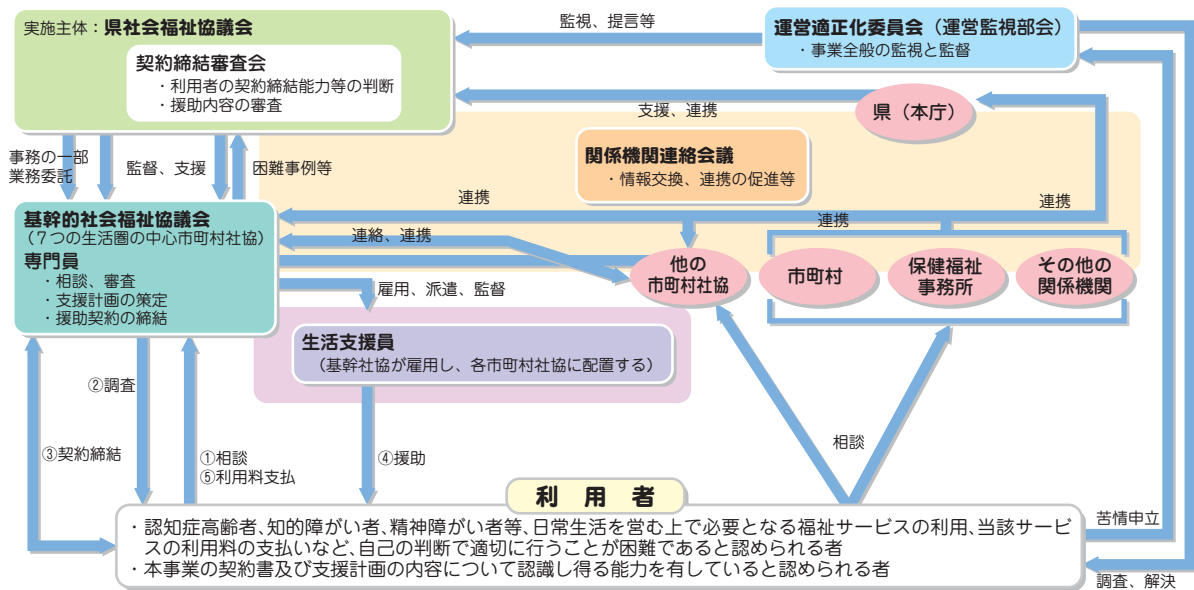 実施主体：県社会福祉協議会
契約締結審査会
・利用者の契約締結能力等の判断
・援助内容の審査
監視、提言等
運営適正化委員会（運営監視部会）
・事業全般の監視と監督
支援、連携
県（本庁）
関係機関連絡会議
・情報交換、連携の促進等
事務の一部
業務委託
監督、支援
困難事例等
連携
連携
連携
基幹的社会福祉協議会
（７つの生活圏の中心市町村社協）
専門員
・相談、審査
・支援計画の策定
・援助契約の締結
連絡、連携
他の
市町村社協
市町村
保健福祉
事務所
その他の
関係機関
雇用、派遣、監督
生活支援員
（基幹社協が雇用し、各市町村社協に配置する）
②調査
③契約締結
①相談
⑤利用料支払
④援助
相談
利用者
・認知症高齢者、知的障がい者、精神障がい者等、日常生活を営む上で必要となる福祉サービスの利用、当該サービ
スの利用料の支払いなど、自己の判断で適切に行うことが困難であると認められる者
・本事業の契約書及び支援計画の内容について認識し得る能力を有していると認められる者
苦情申立
調査、解決